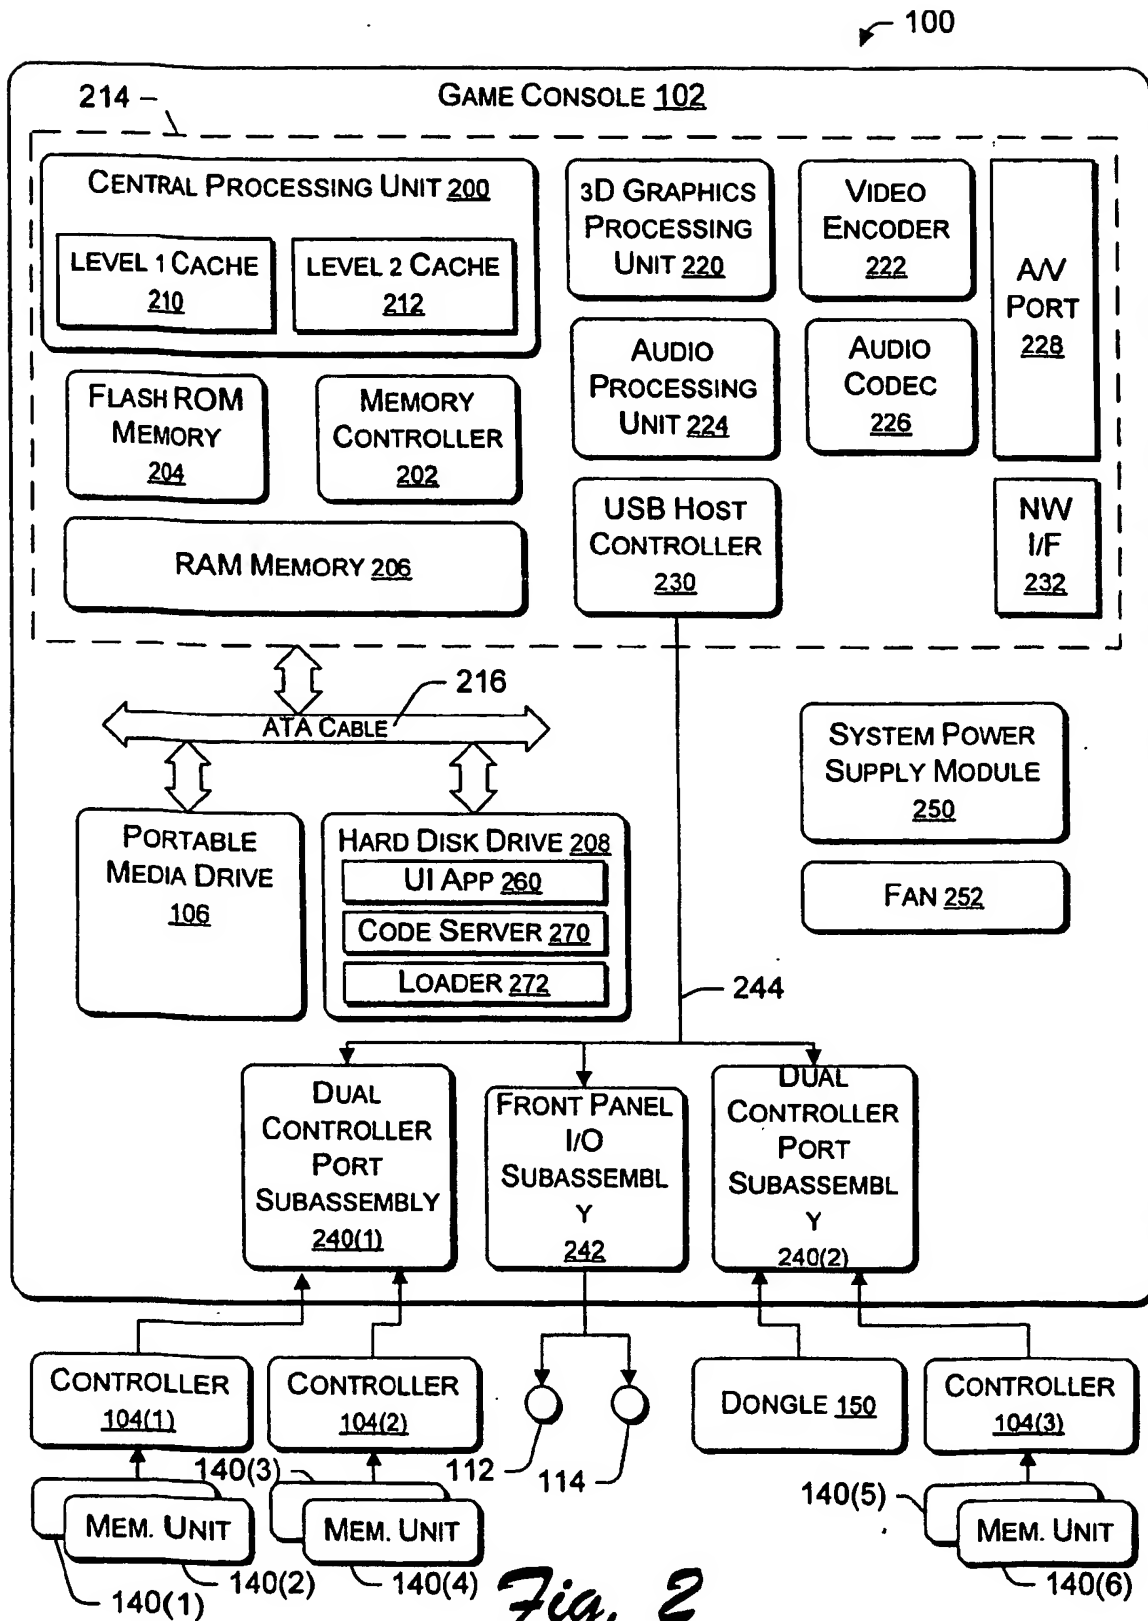 100
GAME CONSOLE 102
214
CENTRAL PROCESSING UNIT 200
LEVEL 1 CACHE
210
LEVEL 2 CACHE
212
3D GRAPHICS
PROCESSING
UNIT 220
VIDEO
ENCODER
222
A/V
PORT
228
FLASH ROM
MEMORY
204
MEMORY
CONTROLLER
202
AUDIO
PROCESSING
UNIT 224
AUDIO
CODEC
226
RAM MEMORY 206
USB HOST
CONTROLLER
230
NW
I/F
232
216
ATA CABLE
SYSTEM POWER
SUPPLY MODULE
250
PORTABLE
MEDIA DRIVE
106
HARD DISK DRIVE 208
UI APP 260
CODE SERVER 270
LOADER 272
FAN 252
244
DUAL
CONTROLLER
PORT
SUBASSEMBLY
240(1)
FRONT PANEL
I/O
SUBASSEMBL
Y
242
DUAL
CONTROLLER
PORT
SUBASSEMBL
Y
240(2)
CONTROLLER
104(1)
CONTROLLER
104(2)
112
114
DONGLE 150
CONTROLLER
104(3)
140(3)
140(5)
MEM. UNIT
MEM. UNIT
MEM. UNIT
140(1)
140(2)
140(4)
140(6)
Fig. 2